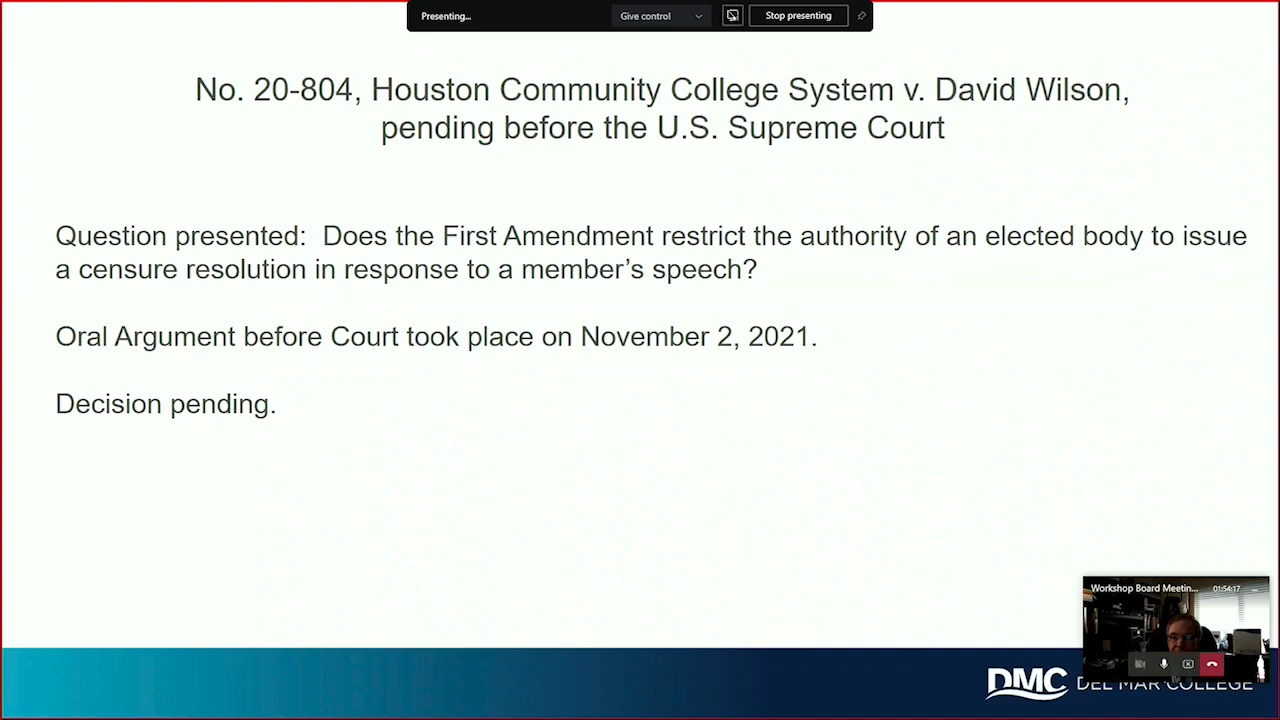 Presenting...
Give control
Stop presenting
No. 20-804, Houston Community College System v. David Wilson,
pending before the U.S. Supreme Court
Question presented:  Does the First Amendment restrict the authority of an elected body to issue
a censure resolution in response to a member’s speech?
Oral Argument before Court took place on November 2, 2021.
Decision pending.
Workshop Board Meetin...
01:54:17
DMC DEL MAR COLLEGE